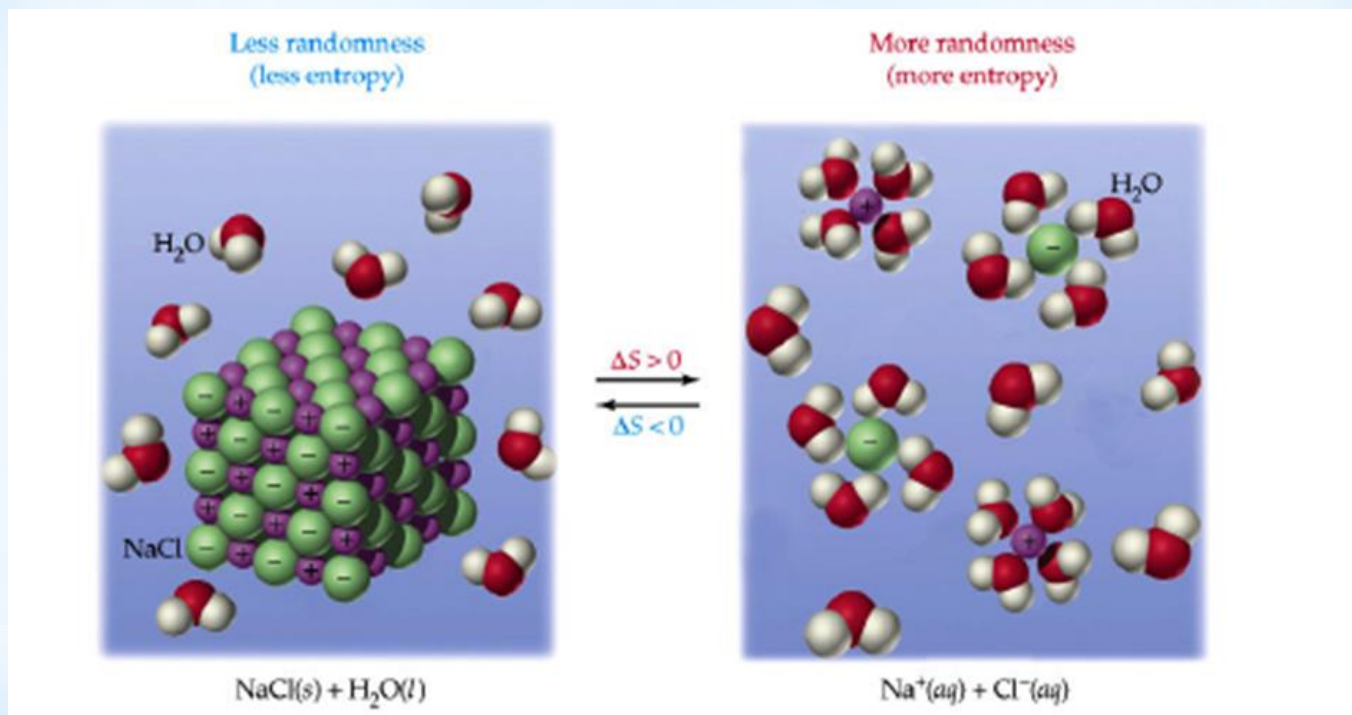 Less randomness
(less entropy)
More randomness
(more entropy)
H₂O
NaCl
− + − + −
+ − + − +
− + − + −
+ − + − +
− + − + −
ΔS > 0
ΔS < 0
+
−
H₂O
−
+
NaCl(s) + H₂O(l)
Na⁺(aq) + Cl⁻(aq)